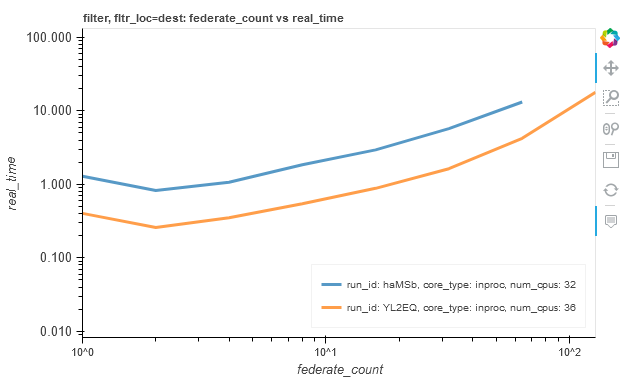 filter, fltr_loc=dest: federate_count vs real_time
100.000
10.000
1.000
0.100
0.010
real_time
run_id: haMSb, core_type: inproc, num_cpus: 32
run_id: YL2EQ, core_type: inproc, num_cpus: 36
10^0
10^1
10^2
federate_count